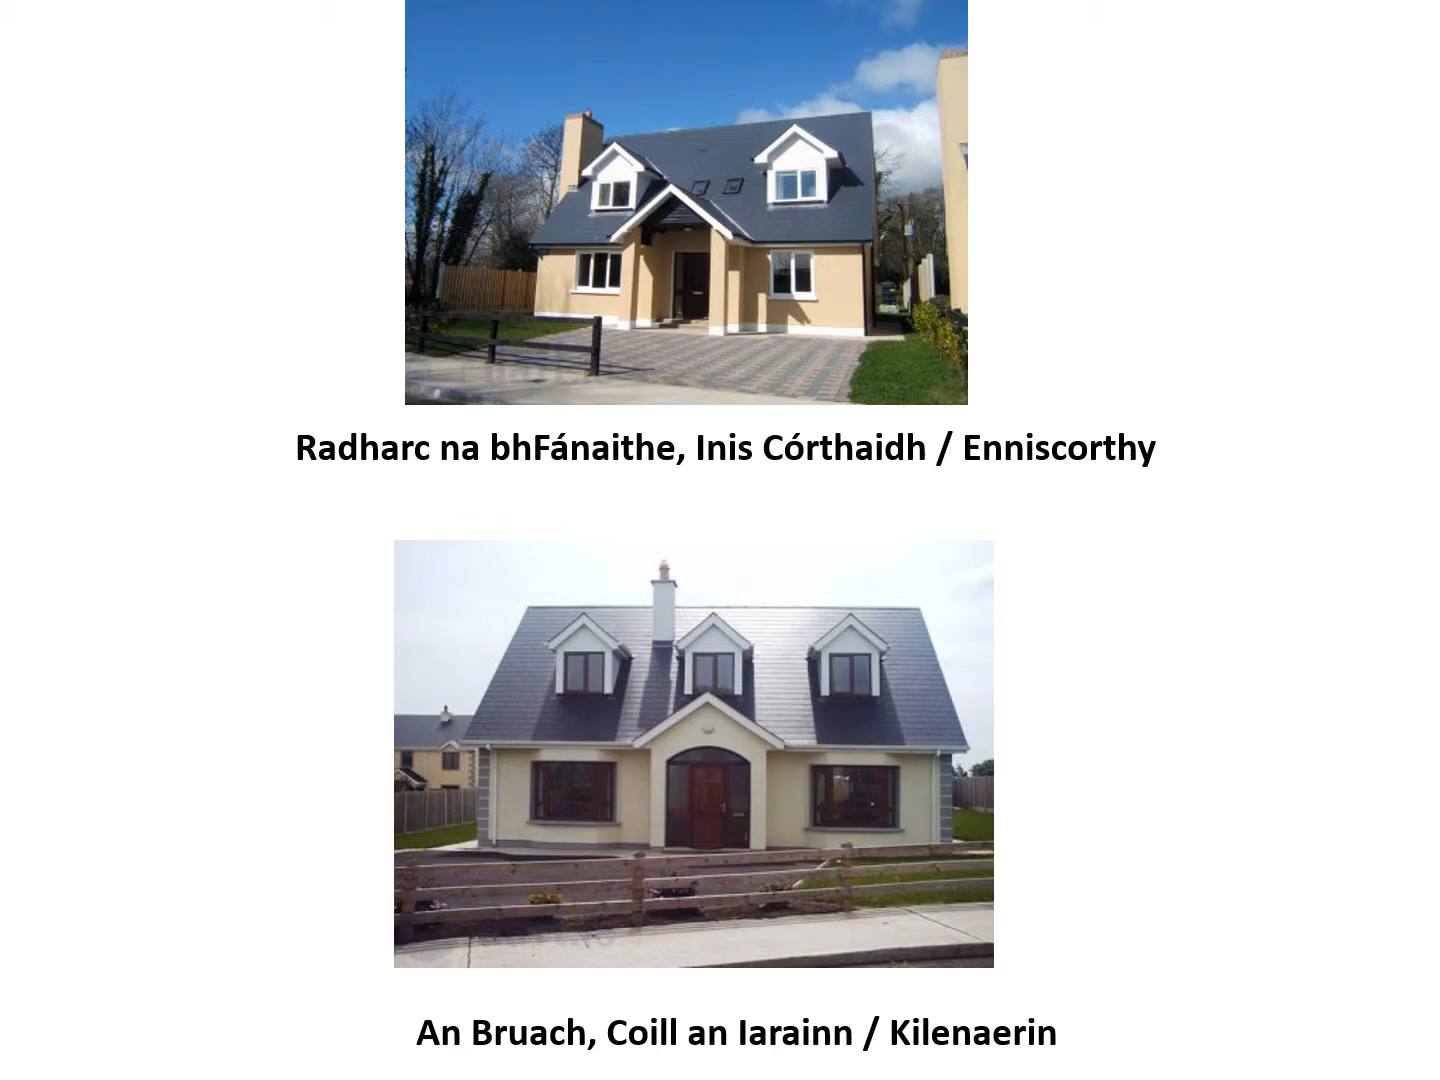 Radharc na bhFánaithe, Inis Córthaidh / Enniscorthy
An Bruach, Coill an Iarainn / Kilenaerin